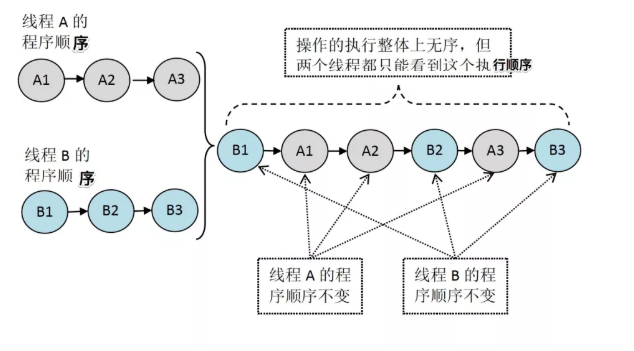 线程 A 的
程序顺序
A1 A2 A3
线程 B 的
程序顺 序
B1 B2 B3
操作的执行整体上无序，但
两个线程都只能看到这个执行顺序
B1 A1 A2 B2 A3 B3
线程 A 的程
序顺序不变
线程 B 的程
序顺序不变